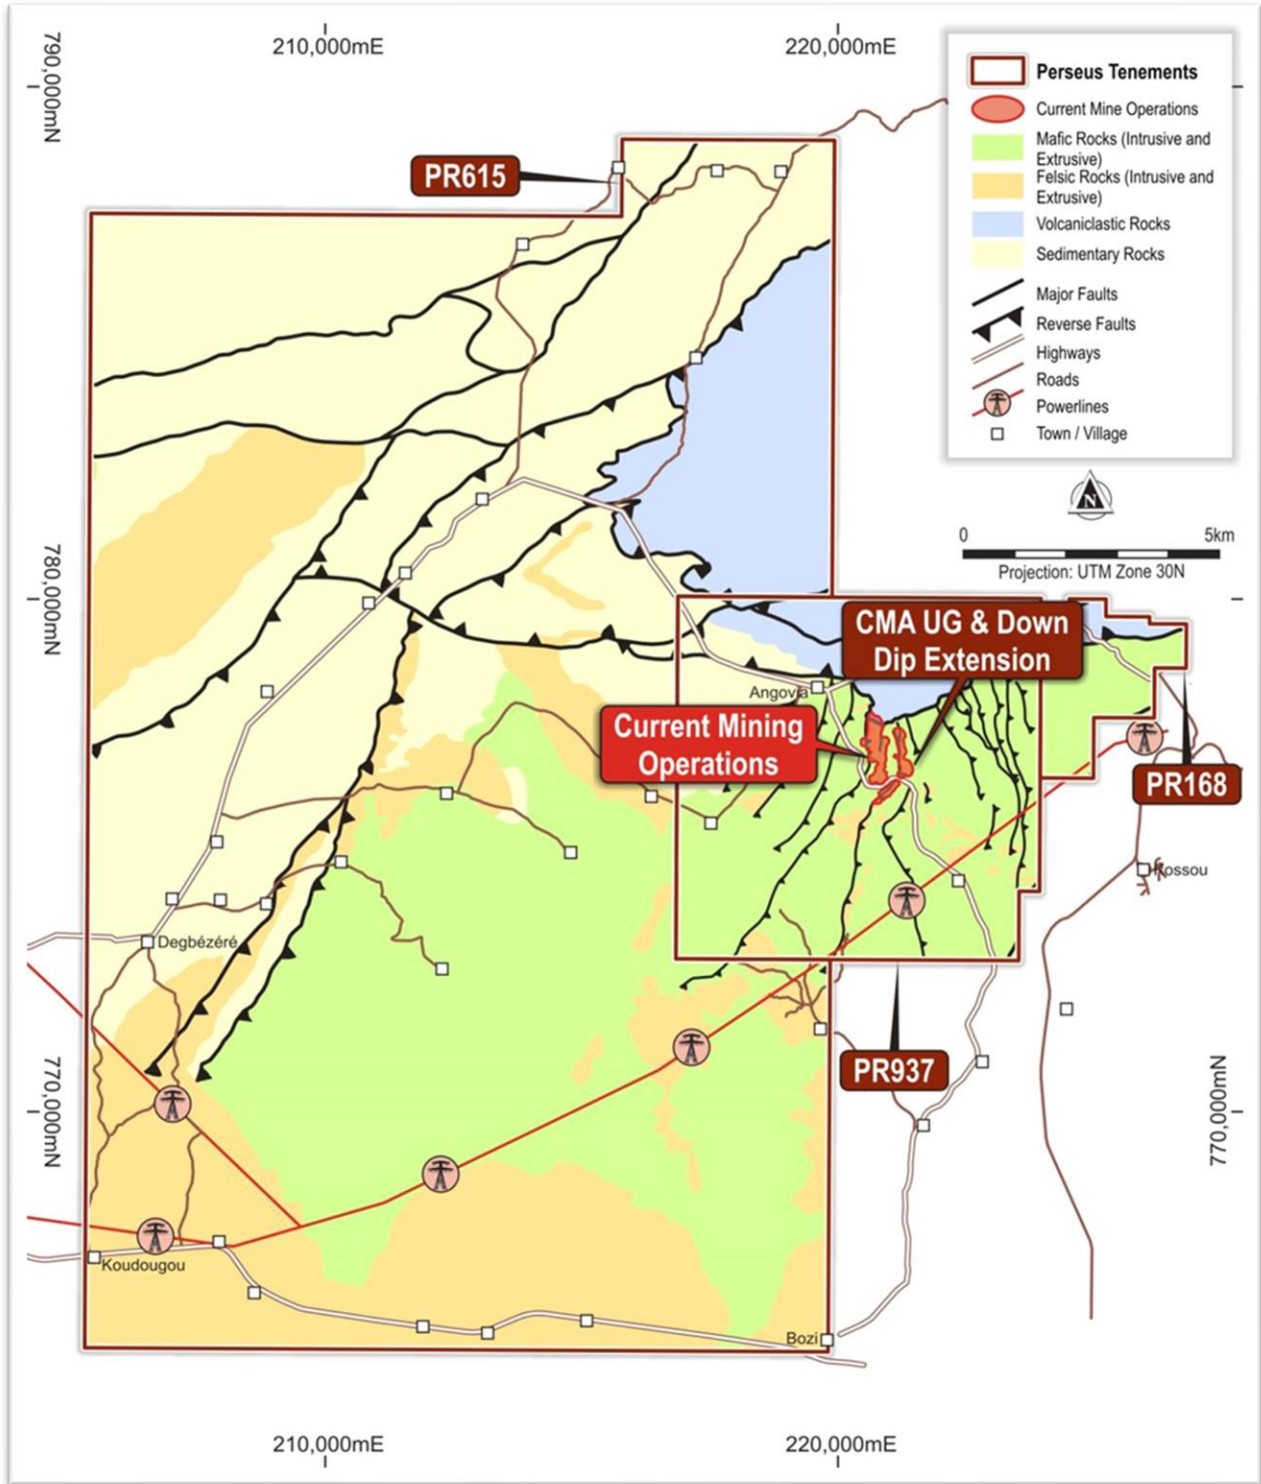 210,000mE
220,000mE
790,000mN
Perseus Tenements
Current Mine Operations
Mafic Rocks (Intrusive and
Extrusive)
Felsic Rocks (Intrusive and
Extrusive)
Volcaniclastic Rocks
Sedimentary Rocks
Major Faults
Reverse Faults
Highways
Roads
Powerlines
Town / Village
PR615
N
0
5km
Projection: UTM Zone 30N
780,000mN
CMA UG & Down
Dip Extension
Angovia
Current Mining
Operations
PR168
Kossou
Degbézéré
PR937
770,000mN
770,000mN
Koudougou
Bozi
210,000mE
220,000mE